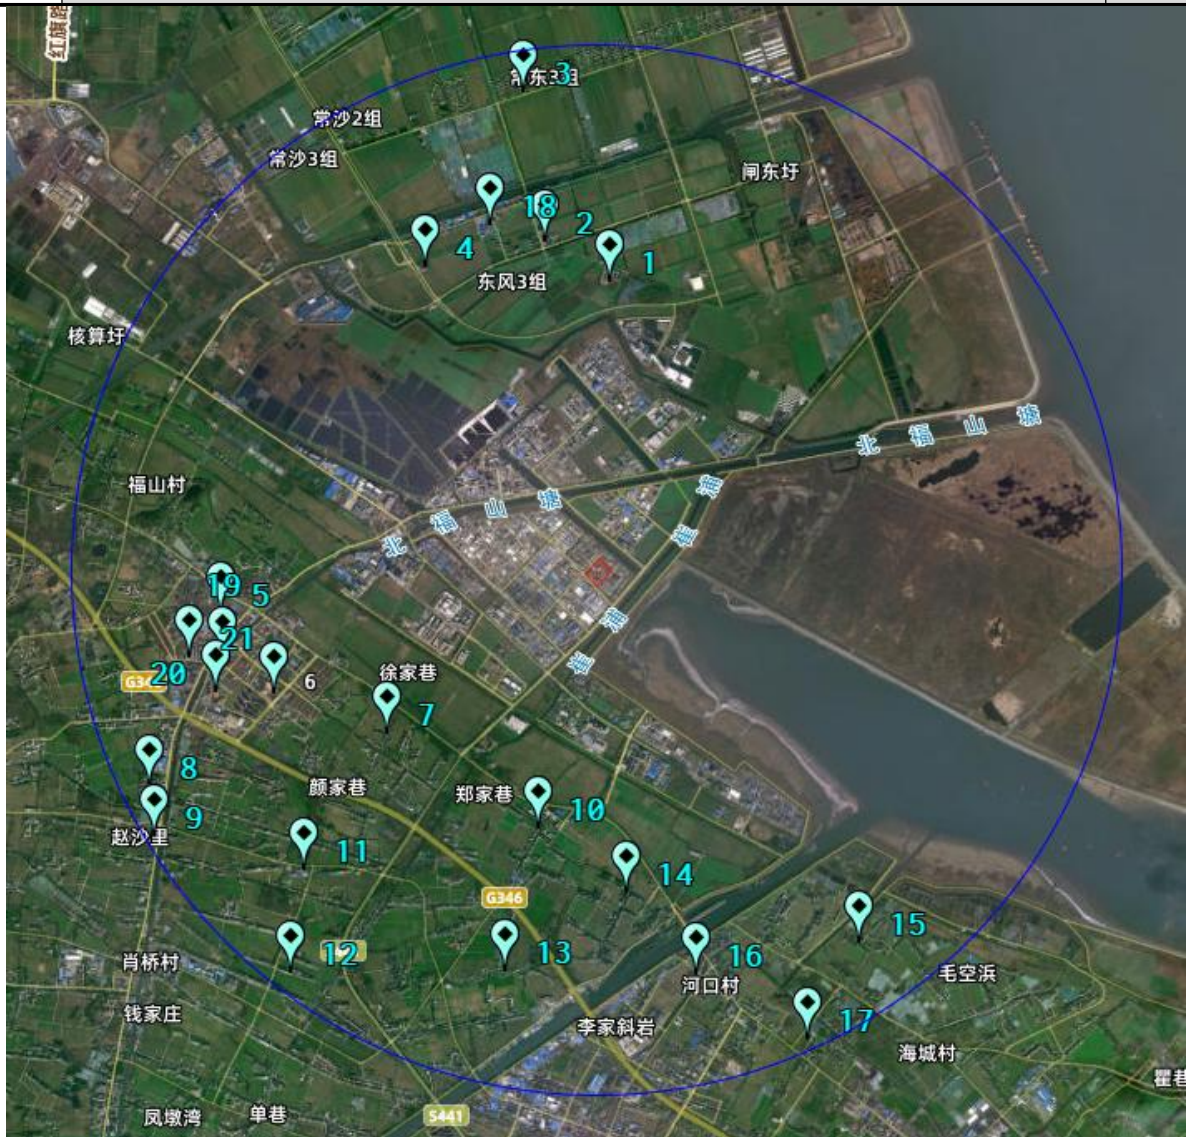 红旗路
3
常东3组
常沙2组
常沙3组
闸东圩
18
2
4
1
东风3组
核算圩
北福山塘
福山村
浦
北福山塘
崔
19
5
浦
崔
21
20
徐家巷
6
7
8
颜家巷
郑家巷
9
10
赵沙里
11
14
G346
15
12
13
16
肖桥村
毛空浜
河口村
钱家庄
17
李家斜岩
海城村
瞿巷
凤墩湾
单巷
S441